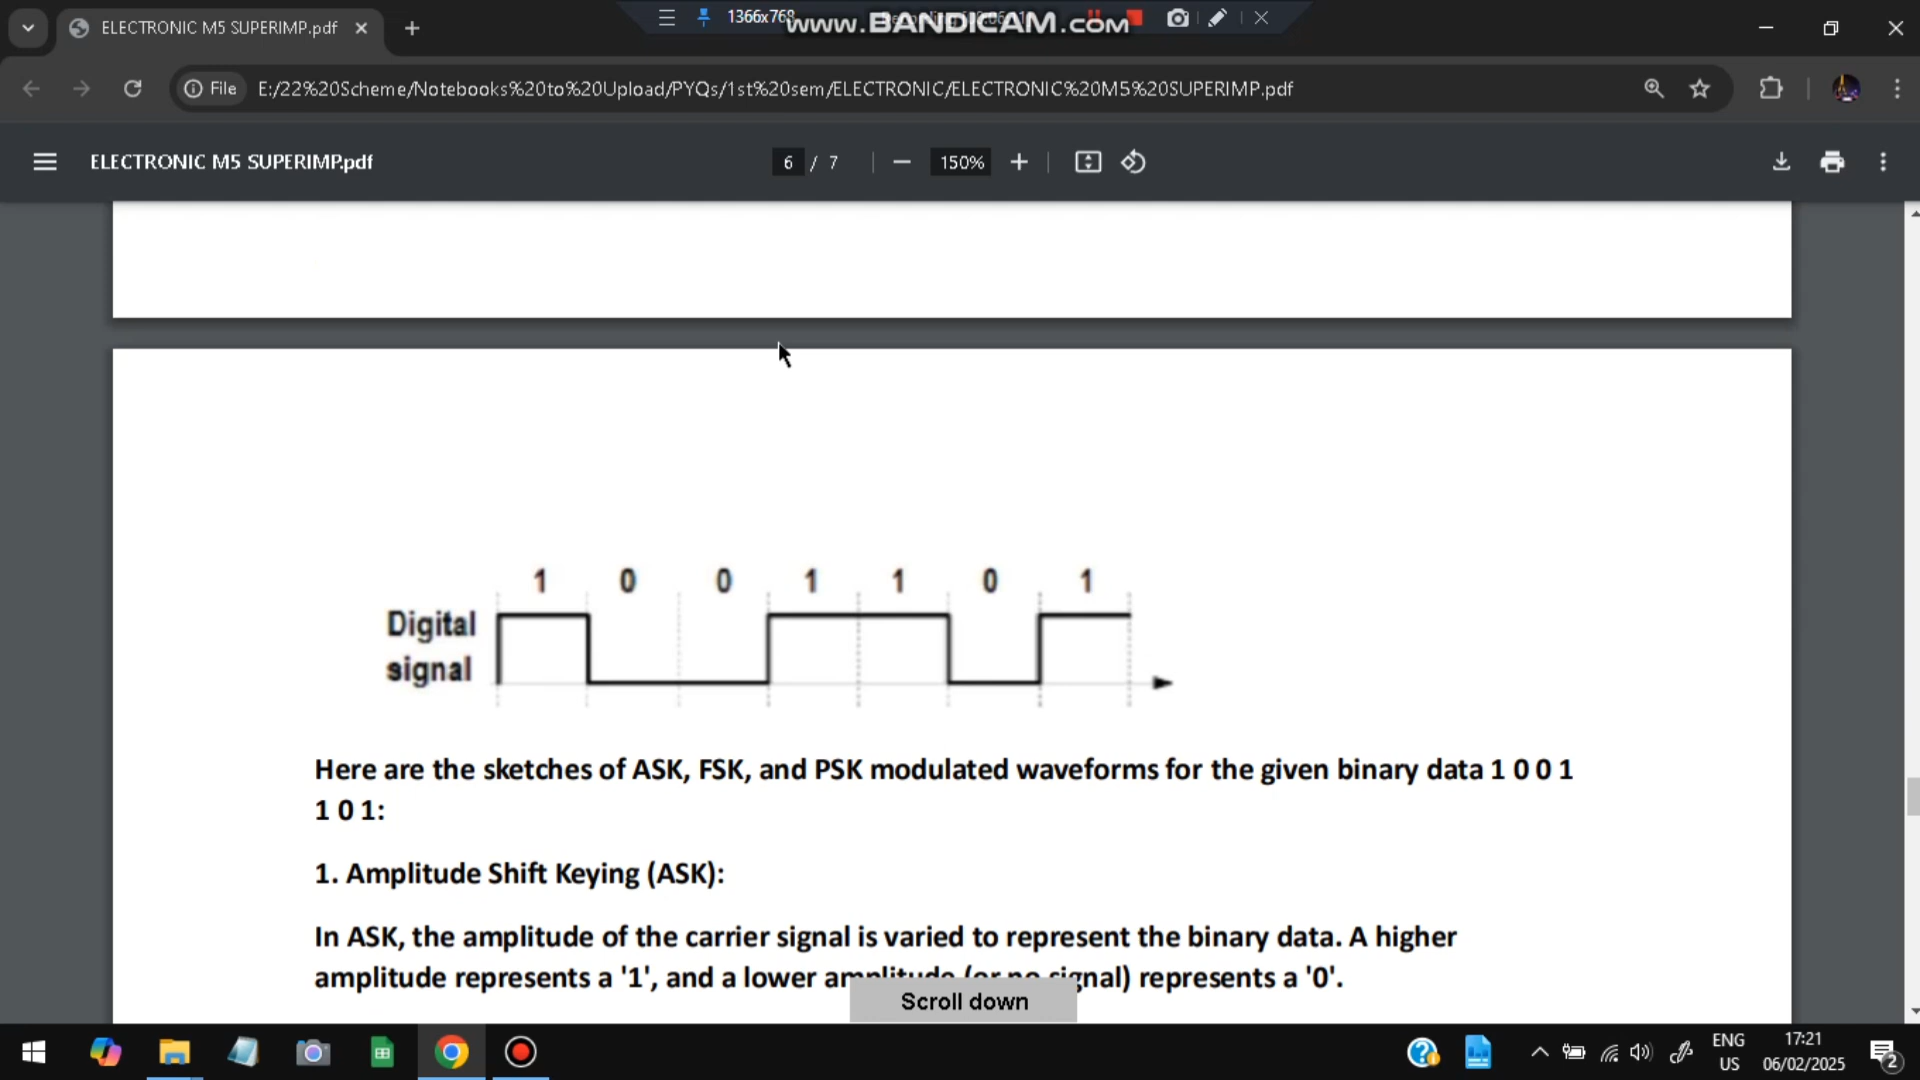 ELECTRONIC M5 SUPERIMP.pdf
1366x768
www.BANDICAM.com
File
E:/22%20Scheme/Notebooks%20to%20Upload/PYQs/1st%20sem/ELECTRONIC/ELECTRONIC%20M5%20SUPERIMP.pdf
ELECTRONIC M5 SUPERIMP.pdf
6 / 7
150%
1 0 0 1 1 0 1
Digital
signal
Here are the sketches of ASK, FSK, and PSK modulated waveforms for the given binary data 1 0 0 1
1 0 1:
1. Amplitude Shift Keying (ASK):
In ASK, the amplitude of the carrier signal is varied to represent the binary data. A higher
amplitude represents a '1', and a lower amplitude (or no signal) represents a '0'.
Scroll down
ENG
US
17:21
06/02/2025
2